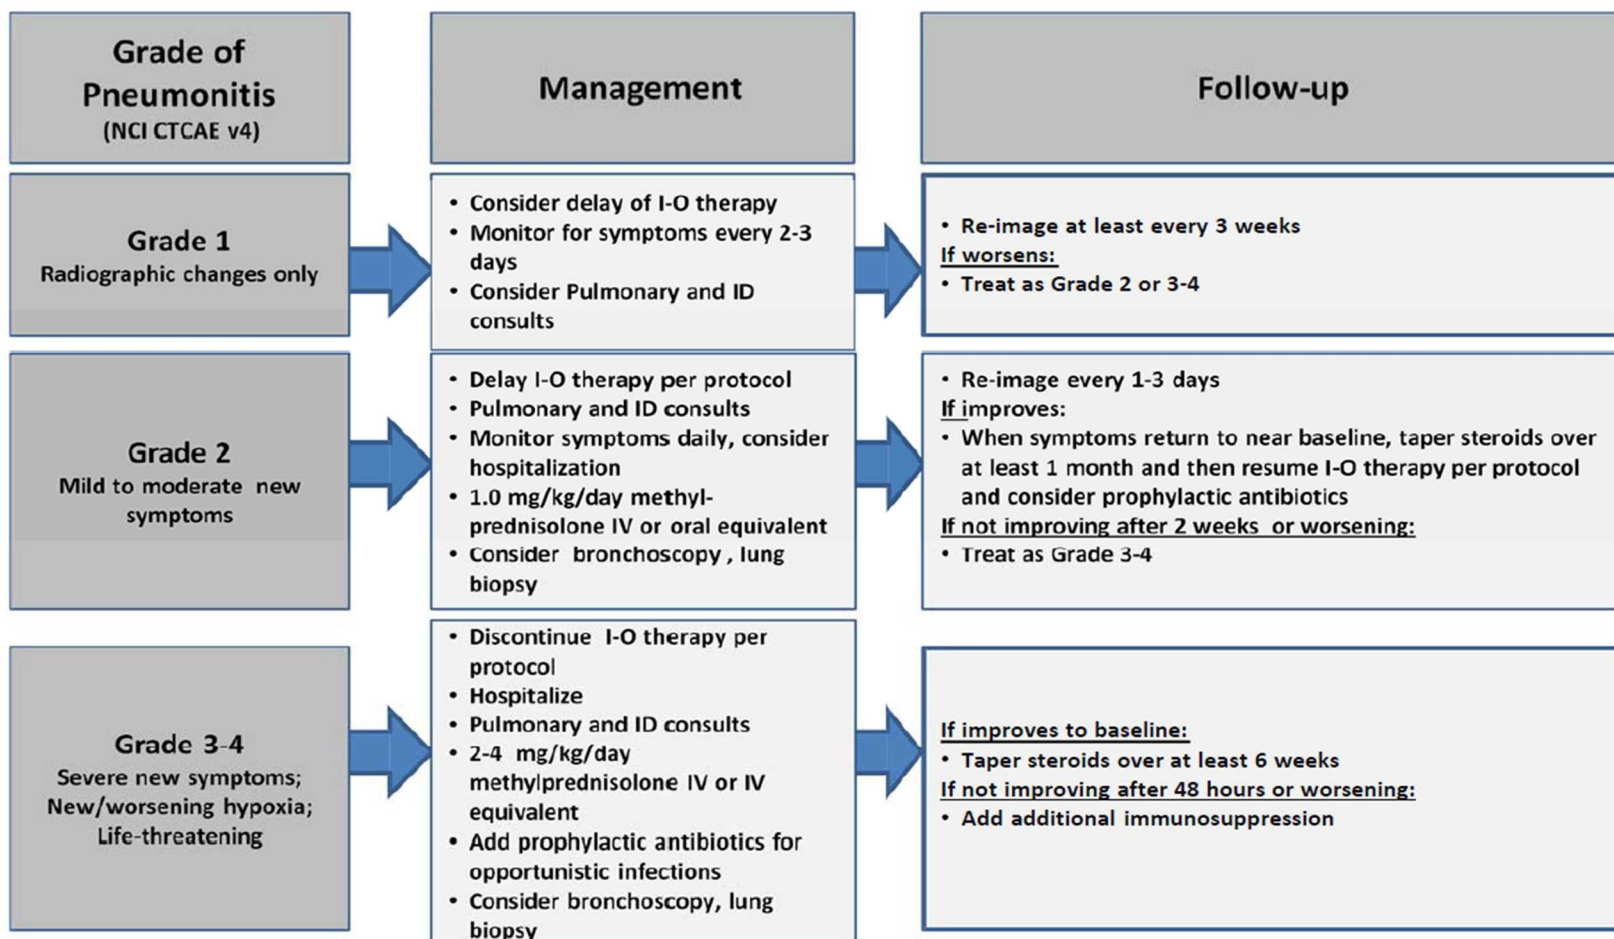 Grade of
Pneumonitis
(NCI CTCAE v4)
Management
Follow-up
Grade 1
Radiographic changes only
• Consider delay of I-O therapy
• Monitor for symptoms every 2-3
days
• Consider Pulmonary and ID
consults
• Re-image at least every 3 weeks
If worsens:
• Treat as Grade 2 or 3-4
Grade 2
Mild to moderate new
symptoms
• Delay I-O therapy per protocol
• Pulmonary and ID consults
• Monitor symptoms daily, consider
hospitalization
• 1.0 mg/kg/day methyl-
prednisolone IV or oral equivalent
• Consider bronchoscopy , lung
biopsy
• Re-image every 1-3 days
If improves:
• When symptoms return to near baseline, taper steroids over
at least 1 month and then resume I-O therapy per protocol
and consider prophylactic antibiotics
If not improving after 2 weeks or worsening:
• Treat as Grade 3-4
Grade 3-4
Severe new symptoms;
New/worsening hypoxia;
Life-threatening
• Discontinue I-O therapy per
protocol
• Hospitalize
• Pulmonary and ID consults
• 2-4 mg/kg/day
methylprednisolone IV or IV
equivalent
• Add prophylactic antibiotics for
opportunistic infections
• Consider bronchoscopy, lung
biopsy
If improves to baseline:
• Taper steroids over at least 6 weeks
If not improving after 48 hours or worsening:
• Add additional immunosuppression